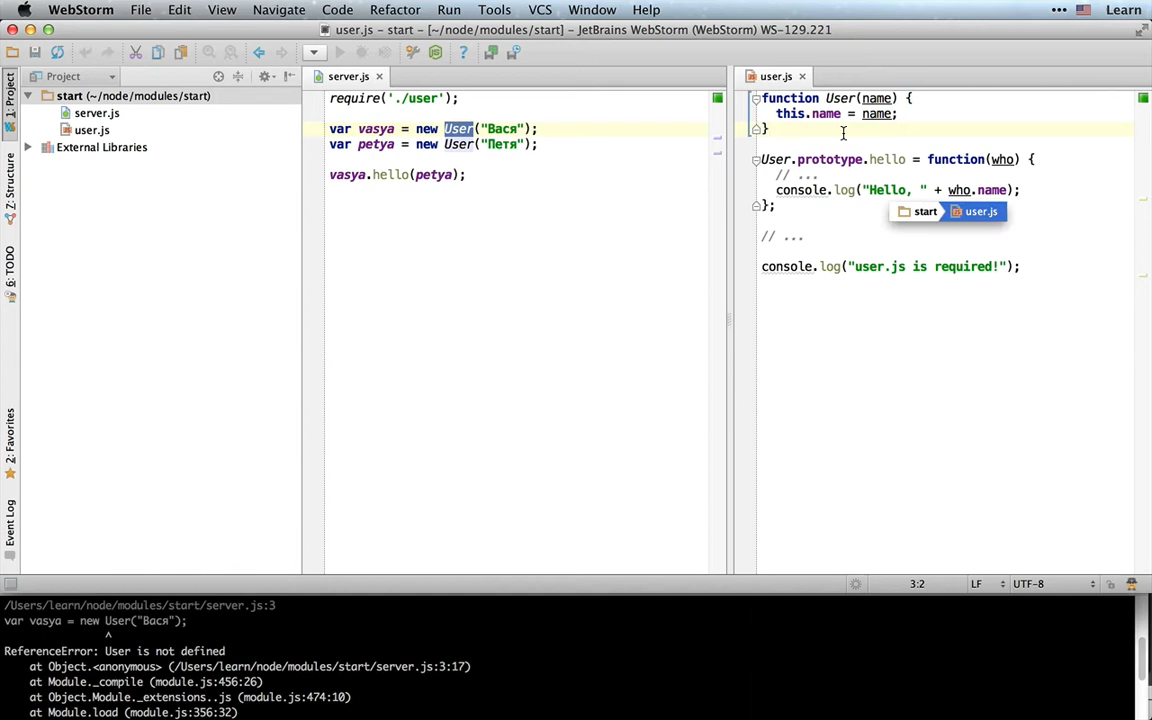 WebStorm File Edit View Navigate Code Refactor Run Tools VCS Window Help Learn
user.js - start - [~/node/modules/start] - JetBrains WebStorm (WebStorm) WS-129.221
1: Project
Z: Structure
6: TODO
2: Favorites
Event Log
Project
start (~/node/modules/start)
server.js
user.js
External Libraries
server.js
require('./user');
var vasya = new User("Вася");
var petya = new User("Петя");
vasya.hello(petya);
user.js
function User(name) {
this.name = name;
}
User.prototype.hello = function(who) {
// ...
console.log("Hello, " + who.name);
};
start user.js
// ...
console.log("user.js is required!");
3:2 LF UTF-8
/Users/learn/node/modules/start/server.js:3
var vasya = new User("Вася");
^
ReferenceError: User is not defined
at Object.<anonymous> (/Users/learn/node/modules/start/server.js:3:17)
at Module._compile (module.js:456:26)
at Object.Module._extensions..js (module.js:474:10)
at Module.load (module.js:356:32)